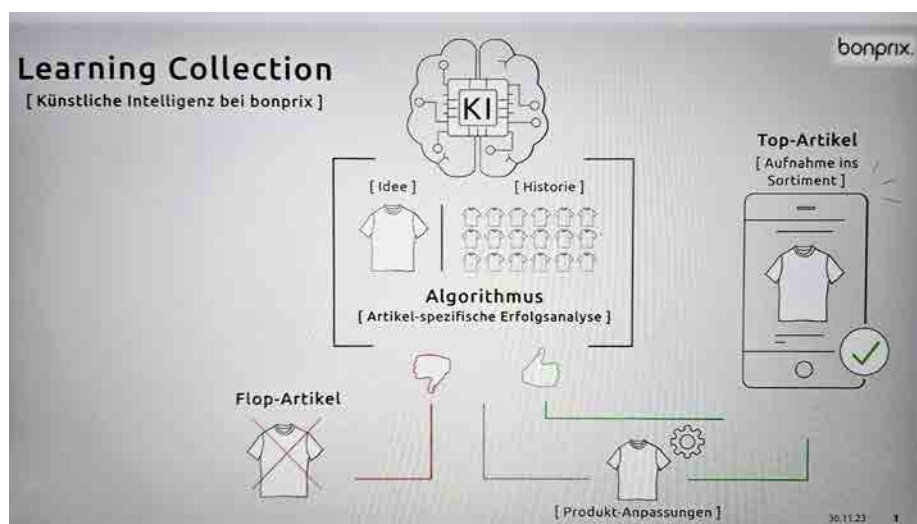 bonprix.
Learning Collection
[ Künstliche Intelligenz bei bonprix ]
KI
[ Idee ]
[ Historie ]
Algorithmus
[ Artikel-spezifische Erfolgsanalyse ]
Top-Artikel
[ Aufnahme ins
Sortiment ]
Flop-Artikel
[ Produkt-Anpassungen ]
30.11.23